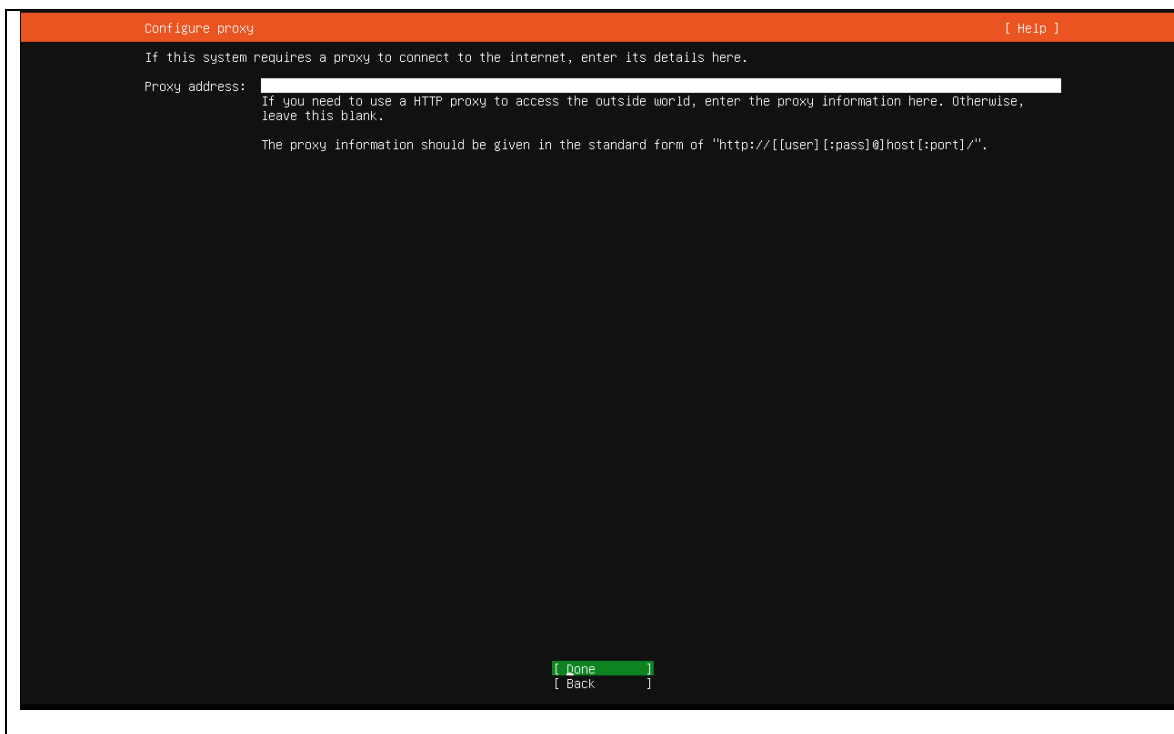 Configure proxy [ Help ]
If this system requires a proxy to connect to the internet, enter its details here.
Proxy address:
If you need to use a HTTP proxy to access the outside world, enter the proxy information here. Otherwise,
leave this blank.
The proxy information should be given in the standard form of "http://[[user][:pass]@]host[:port]/".
[ Done ]
[ Back ]